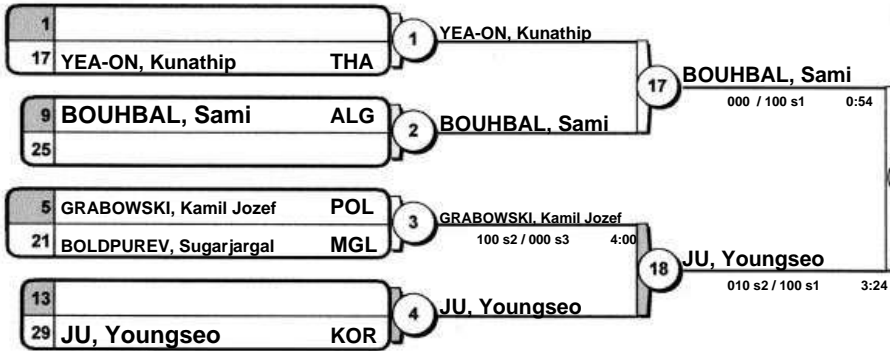 1
17 YEA-ON, Kunathip THA
1
YEA-ON, Kunathip
9 BOUHBAL, Sami ALG
25
2
BOUHBAL, Sami
17
BOUHBAL, Sami
000 / 100 s1 0:54
5 GRABOWSKI, Kamil Jozef POL
21 BOLDPUREV, Sugarjargal MGL
3
GRABOWSKI, Kamil Jozef
100 s2 / 000 s3 4:00
13
29 JU, Youngseo KOR
4
JU, Youngseo
18
JU, Youngseo
010 s2 / 100 s1 3:24